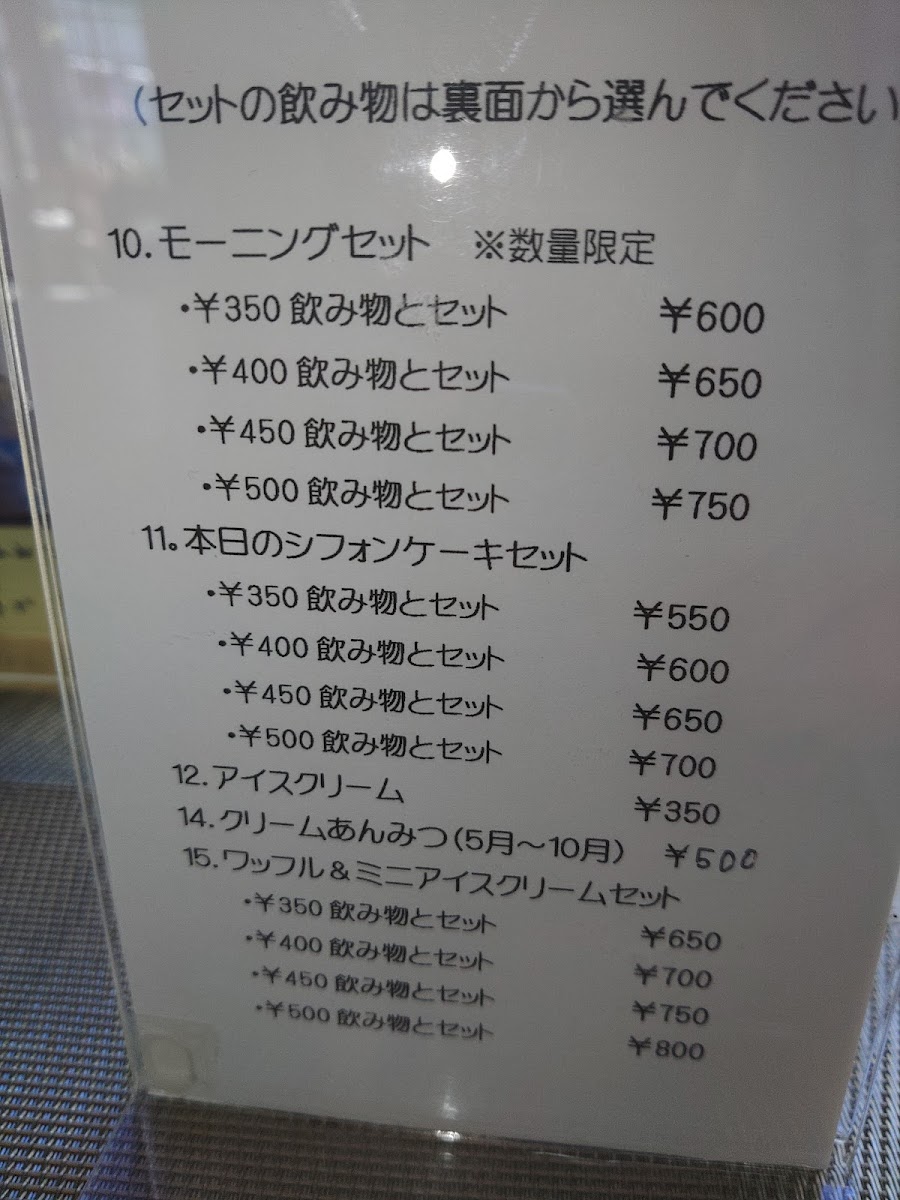 (セットの飲み物は裏面から選んでください
10.モーニングセット ※数量限定
・¥350 飲み物とセット ¥600
・¥400 飲み物とセット ¥650
・¥450 飲み物とセット ¥700
・¥500 飲み物とセット ¥750
11。本日のシフォンケーキセット
・¥350 飲み物とセット ¥550
・¥400 飲み物とセット ¥600
・¥450 飲み物とセット ¥650
・¥500 飲み物とセット ¥700
12.アイスクリーム ¥350
14.クリームあんみつ(5月~10月) ¥500
15.ワッフル&ミニアイスクリームセット
・¥350 飲み物とセット ¥650
・¥400 飲み物とセット ¥700
・¥450 飲み物とセット ¥750
・¥500 飲み物とセット ¥800